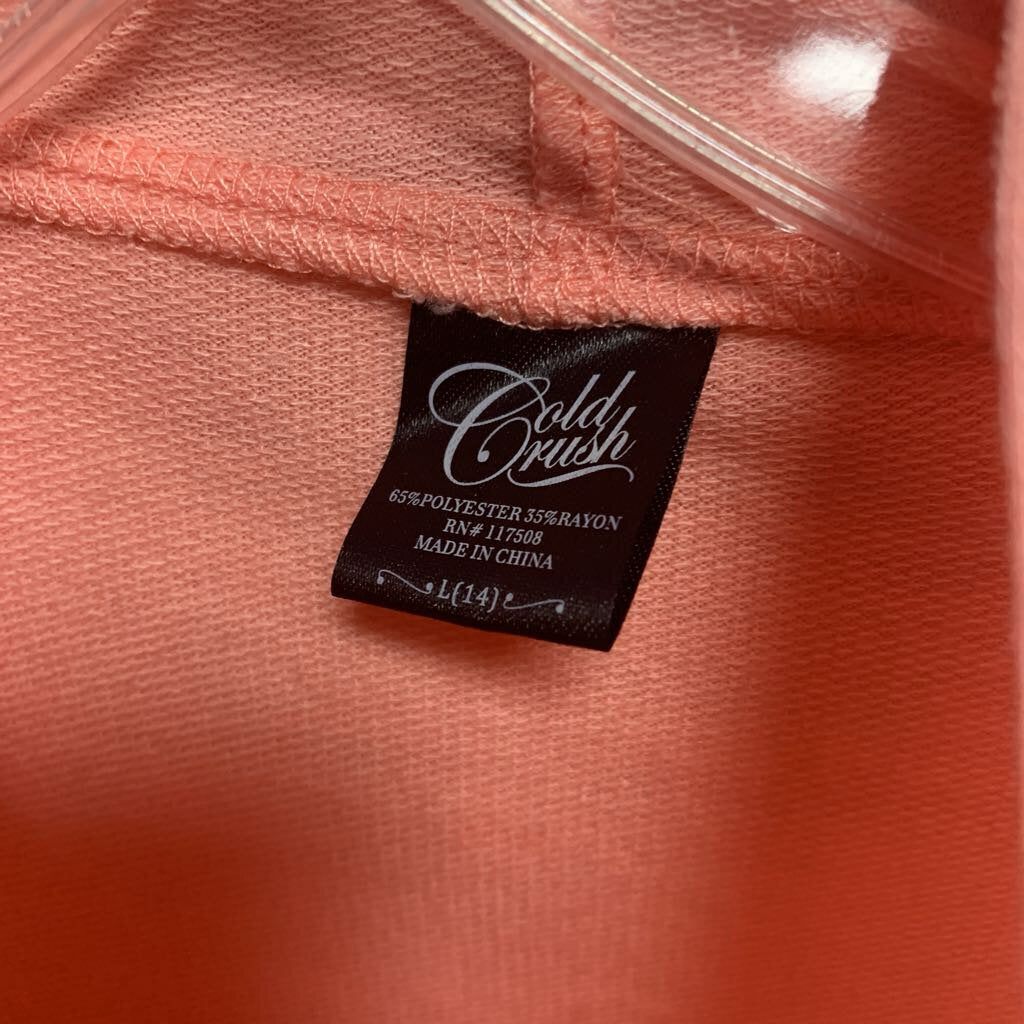 Cold
Crush
65%POLYESTER 35%RAYON
RN# 117508
MADE IN CHINA
L(14)